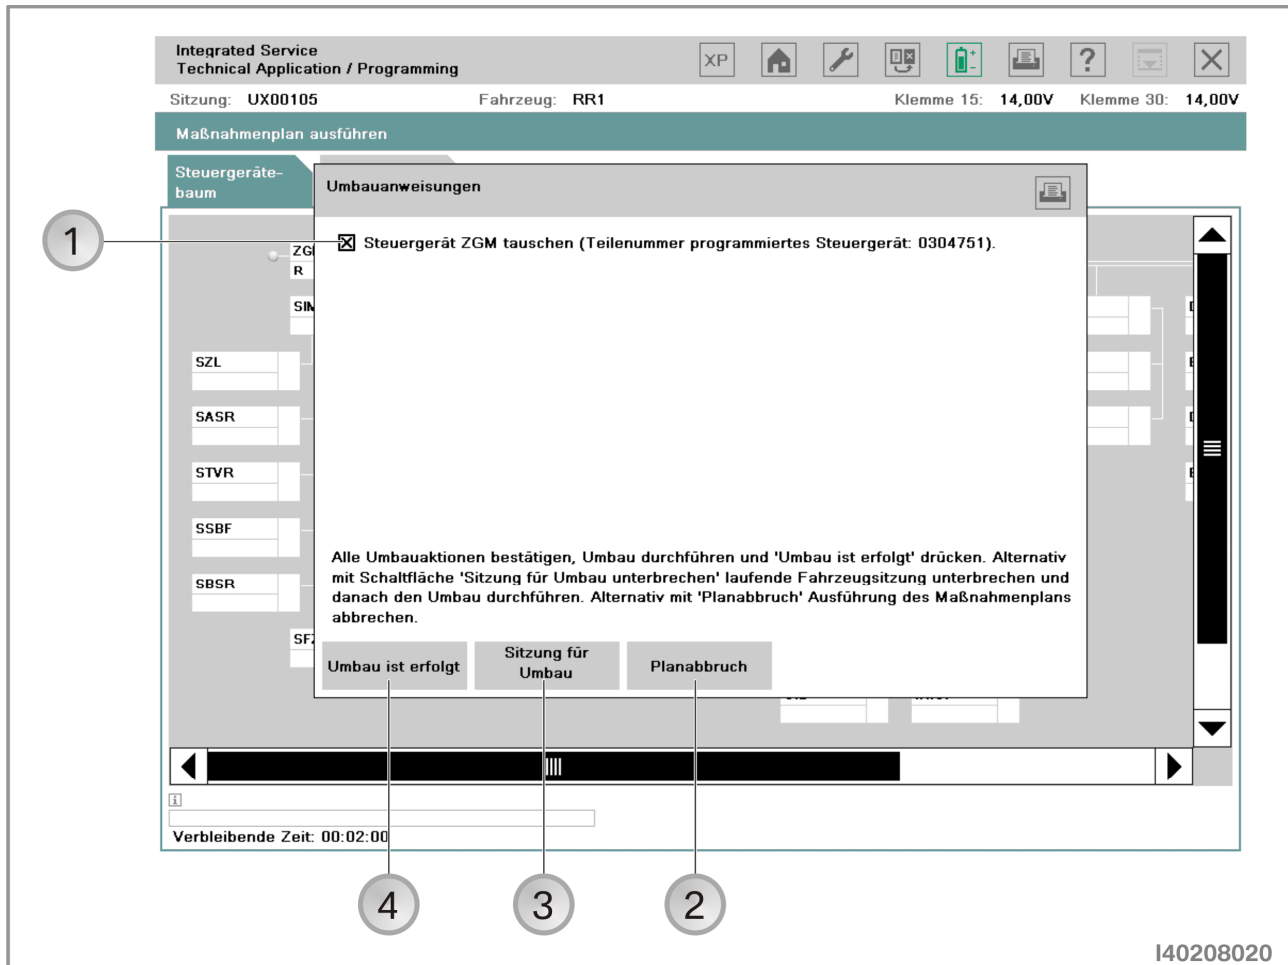 Integrated Service
Technical Application / Programming
XP
?
Sitzung: UX00105 Fahrzeug: RR1 Klemme 15: 14,00V Klemme 30: 14,00V
Maßnahmenplan ausführen
Steuergeräte-
baum
Umbauanweisungen
1
Steuergerät ZGM tauschen (Teilenummer programmiertes Steuergerät: 0304751).
R
SZL
SASR
STVR
SSBF
SBSR
Alle Umbauaktionen bestätigen, Umbau durchführen und 'Umbau ist erfolgt' drücken. Alternativ
mit Schaltfläche 'Sitzung für Umbau unterbrechen' laufende Fahrzeugsitzung unterbrechen und
danach den Umbau durchführen. Alternativ mit 'Planabbruch' Ausführung des Maßnahmenplans
abbrechen.
Umbau ist erfolgt
Sitzung für
Umbau
Planabbruch
Verbleibende Zeit: 00:02:00
4
3
2
I40208020